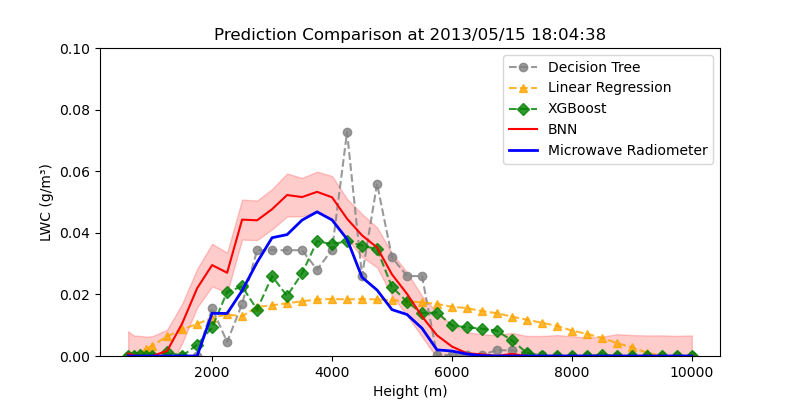 Prediction Comparison at 2013/05/15 18:04:38
0.10
0.08
0.06
0.04
0.02
0.00
LWC (g/m³)
Decision Tree
Linear Regression
XGBoost
BNN
Microwave Radiometer
2000
4000
6000
8000
10000
Height (m)